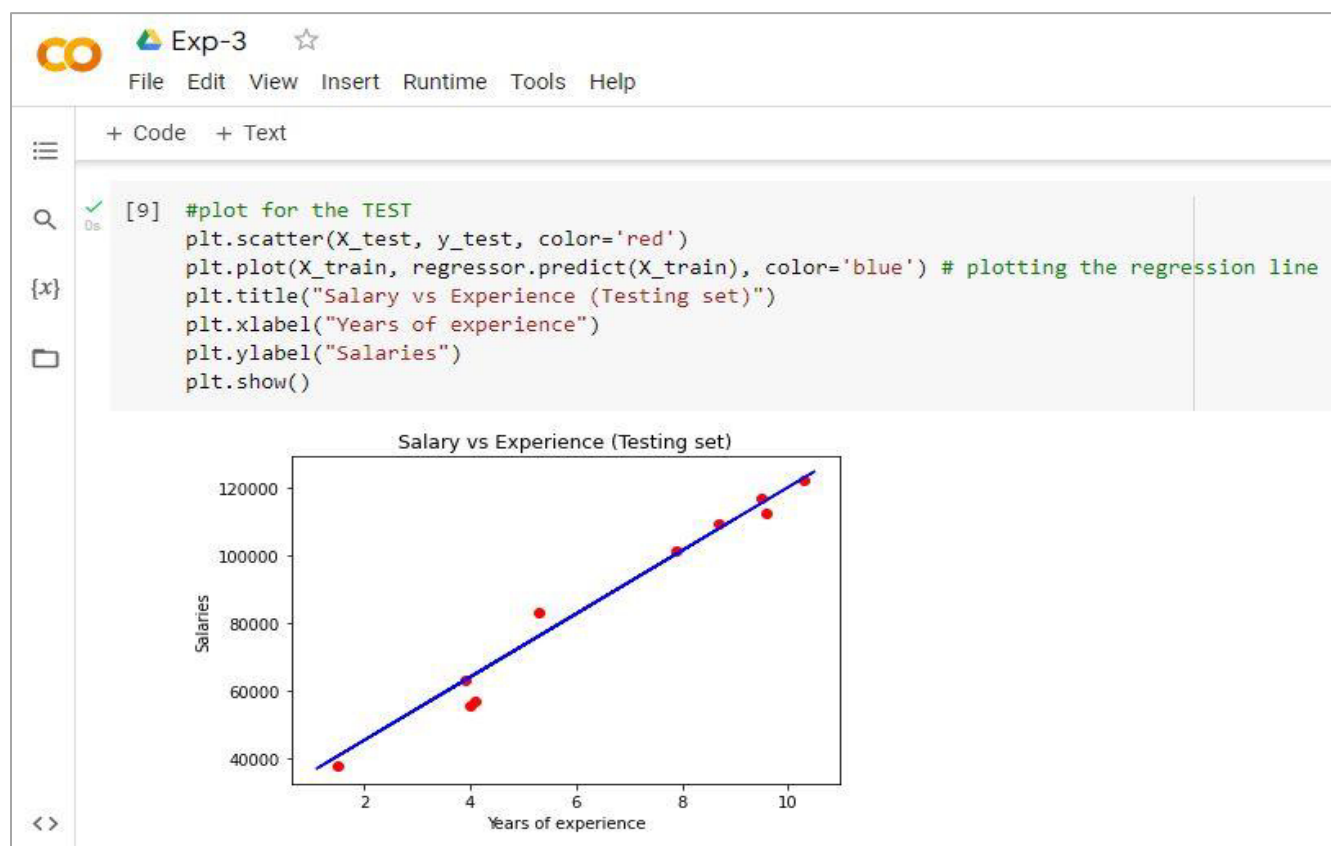 Exp-3
File Edit View Insert Runtime Tools Help
+ Code + Text
[9] #plot for the TEST
0s
plt.scatter(X_test, y_test, color='red')
plt.plot(X_train, regressor.predict(X_train), color='blue') # plotting the regression line
{x}
plt.title("Salary vs Experience (Testing set)")
plt.xlabel("Years of experience")
plt.ylabel("Salaries")
plt.show()
Salary vs Experience (Testing set)
120000
100000
80000
60000
40000
Salaries
2 4 6 8 10
Years of experience